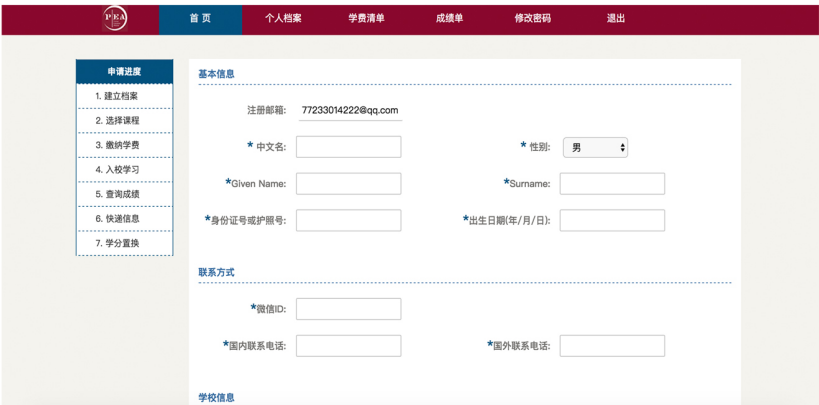 PEA
首 页 个人档案 学费清单 成绩单 修改密码 退出
申请进度
1. 建立档案
2. 选择课程
3. 缴纳学费
4. 入校学习
5. 查询成绩
6. 快递信息
7. 学分置换
基本信息
注册邮箱: 77233014222@qq.com
* 中文名: * 性别: 男
*Given Name: *Surname:
*身份证号或护照号: *出生日期(年/月/日):
联系方式
*微信ID:
*国内联系电话: *国外联系电话:
学校信息